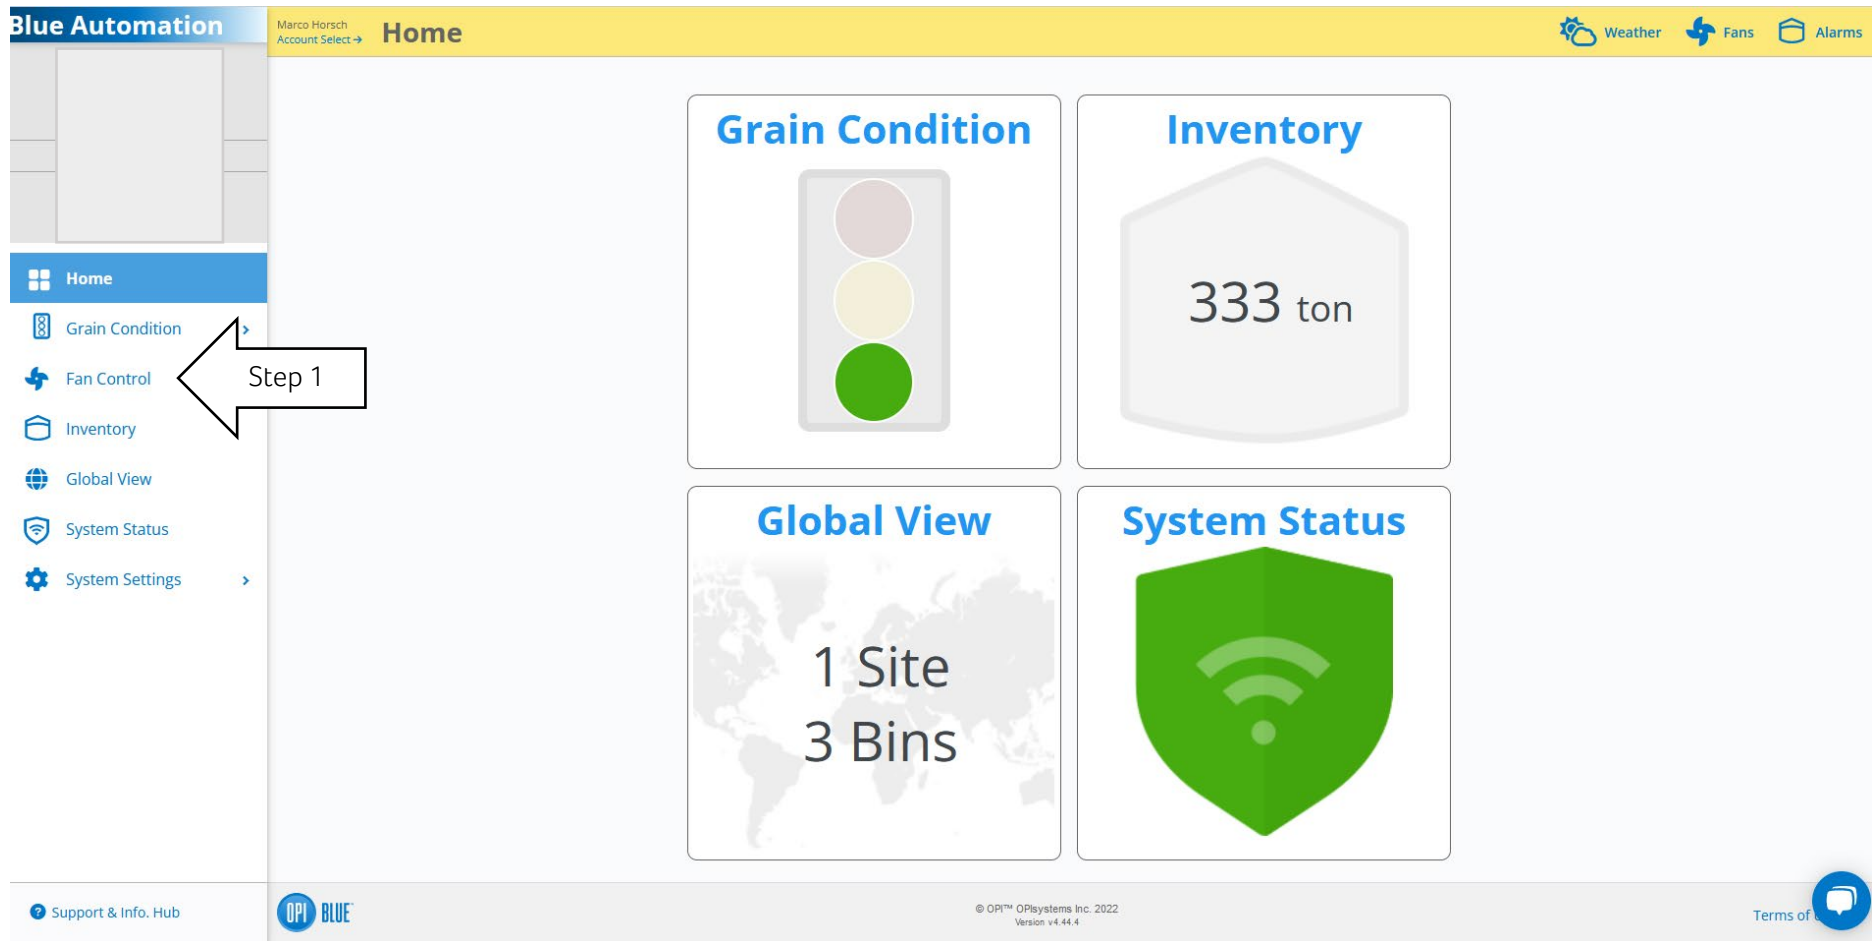 Blue Automation
Marco Horsch
Account Select
Home
Weather
Fans
Alarms
Home
Grain Condition
Fan Control
Inventory
Global View
System Status
System Settings
Step 1
Grain Condition
Inventory
333 ton
Global View
1 Site
3 Bins
System Status
Support & Info. Hub
OPI BLUE™
© OPI™ OPIsystems Inc. 2022
Version v4.44.4
Terms of